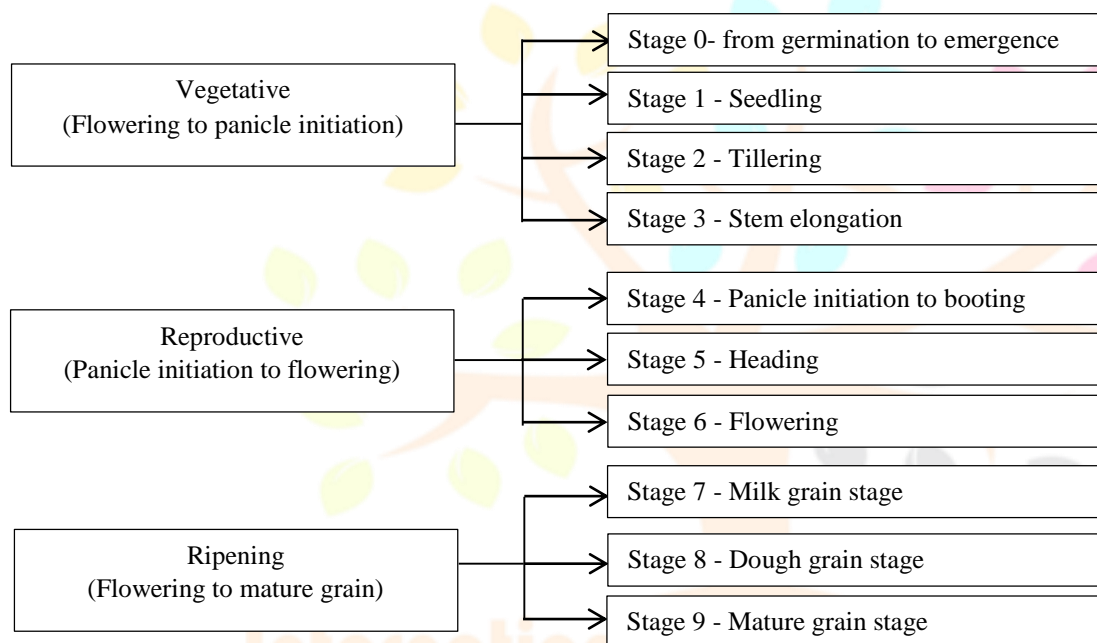 Vegetative
(Flowering to panicle initiation)
Stage 0- from germination to emergence
Stage 1 - Seedling
Stage 2 - Tillering
Stage 3 - Stem elongation
Reproductive
(Panicle initiation to flowering)
Stage 4 - Panicle initiation to booting
Stage 5 - Heading
Stage 6 - Flowering
Ripening
(Flowering to mature grain)
Stage 7 - Milk grain stage
Stage 8 - Dough grain stage
Stage 9 - Mature grain stage